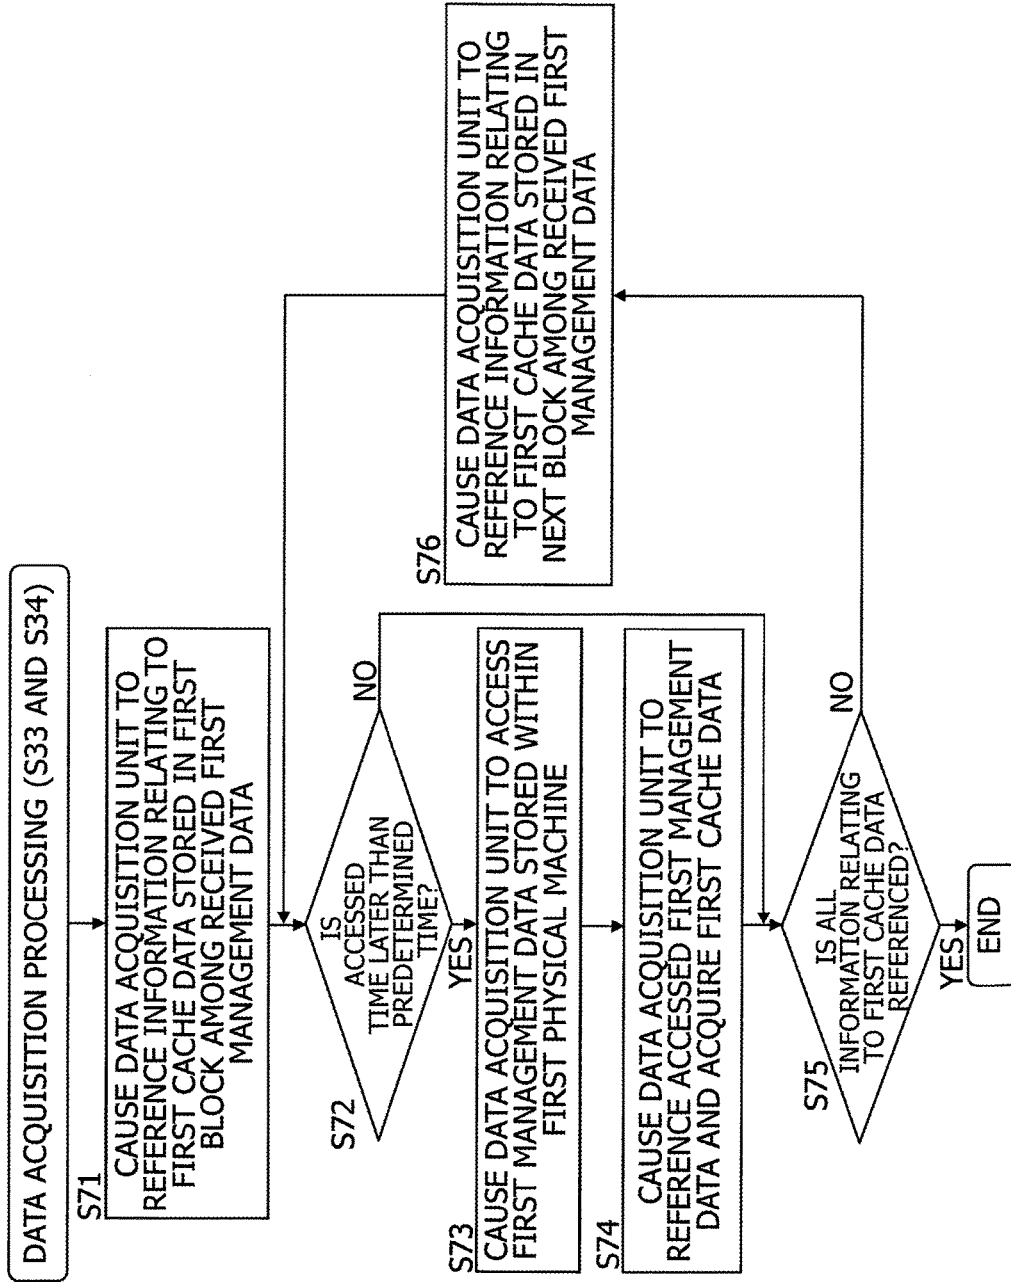 DATA ACQUISITION PROCESSING (S33 AND S34)
S71
CAUSE DATA ACQUISITION UNIT TO
REFERENCE INFORMATION RELATING TO
FIRST CACHE DATA STORED IN FIRST
BLOCK AMONG RECEIVED FIRST
MANAGEMENT DATA
S72
IS
ACCESSED
TIME LATER THAN
PREDETERMINED
TIME?
NO
YES
S73
CAUSE DATA ACQUISITION UNIT TO ACCESS
FIRST MANAGEMENT DATA STORED WITHIN
FIRST PHYSICAL MACHINE
S74
CAUSE DATA ACQUISITION UNIT TO
REFERENCE ACCESSED FIRST MANAGEMENT
DATA AND ACQUIRE FIRST CACHE DATA
S75
IS ALL
INFORMATION RELATING
TO FIRST CACHE DATA
REFERENCED?
NO
YES
END
S76
CAUSE DATA ACQUISITION UNIT TO
REFERENCE INFORMATION RELATING
TO FIRST CACHE DATA STORED IN
NEXT BLOCK AMONG RECEIVED FIRST
MANAGEMENT DATA